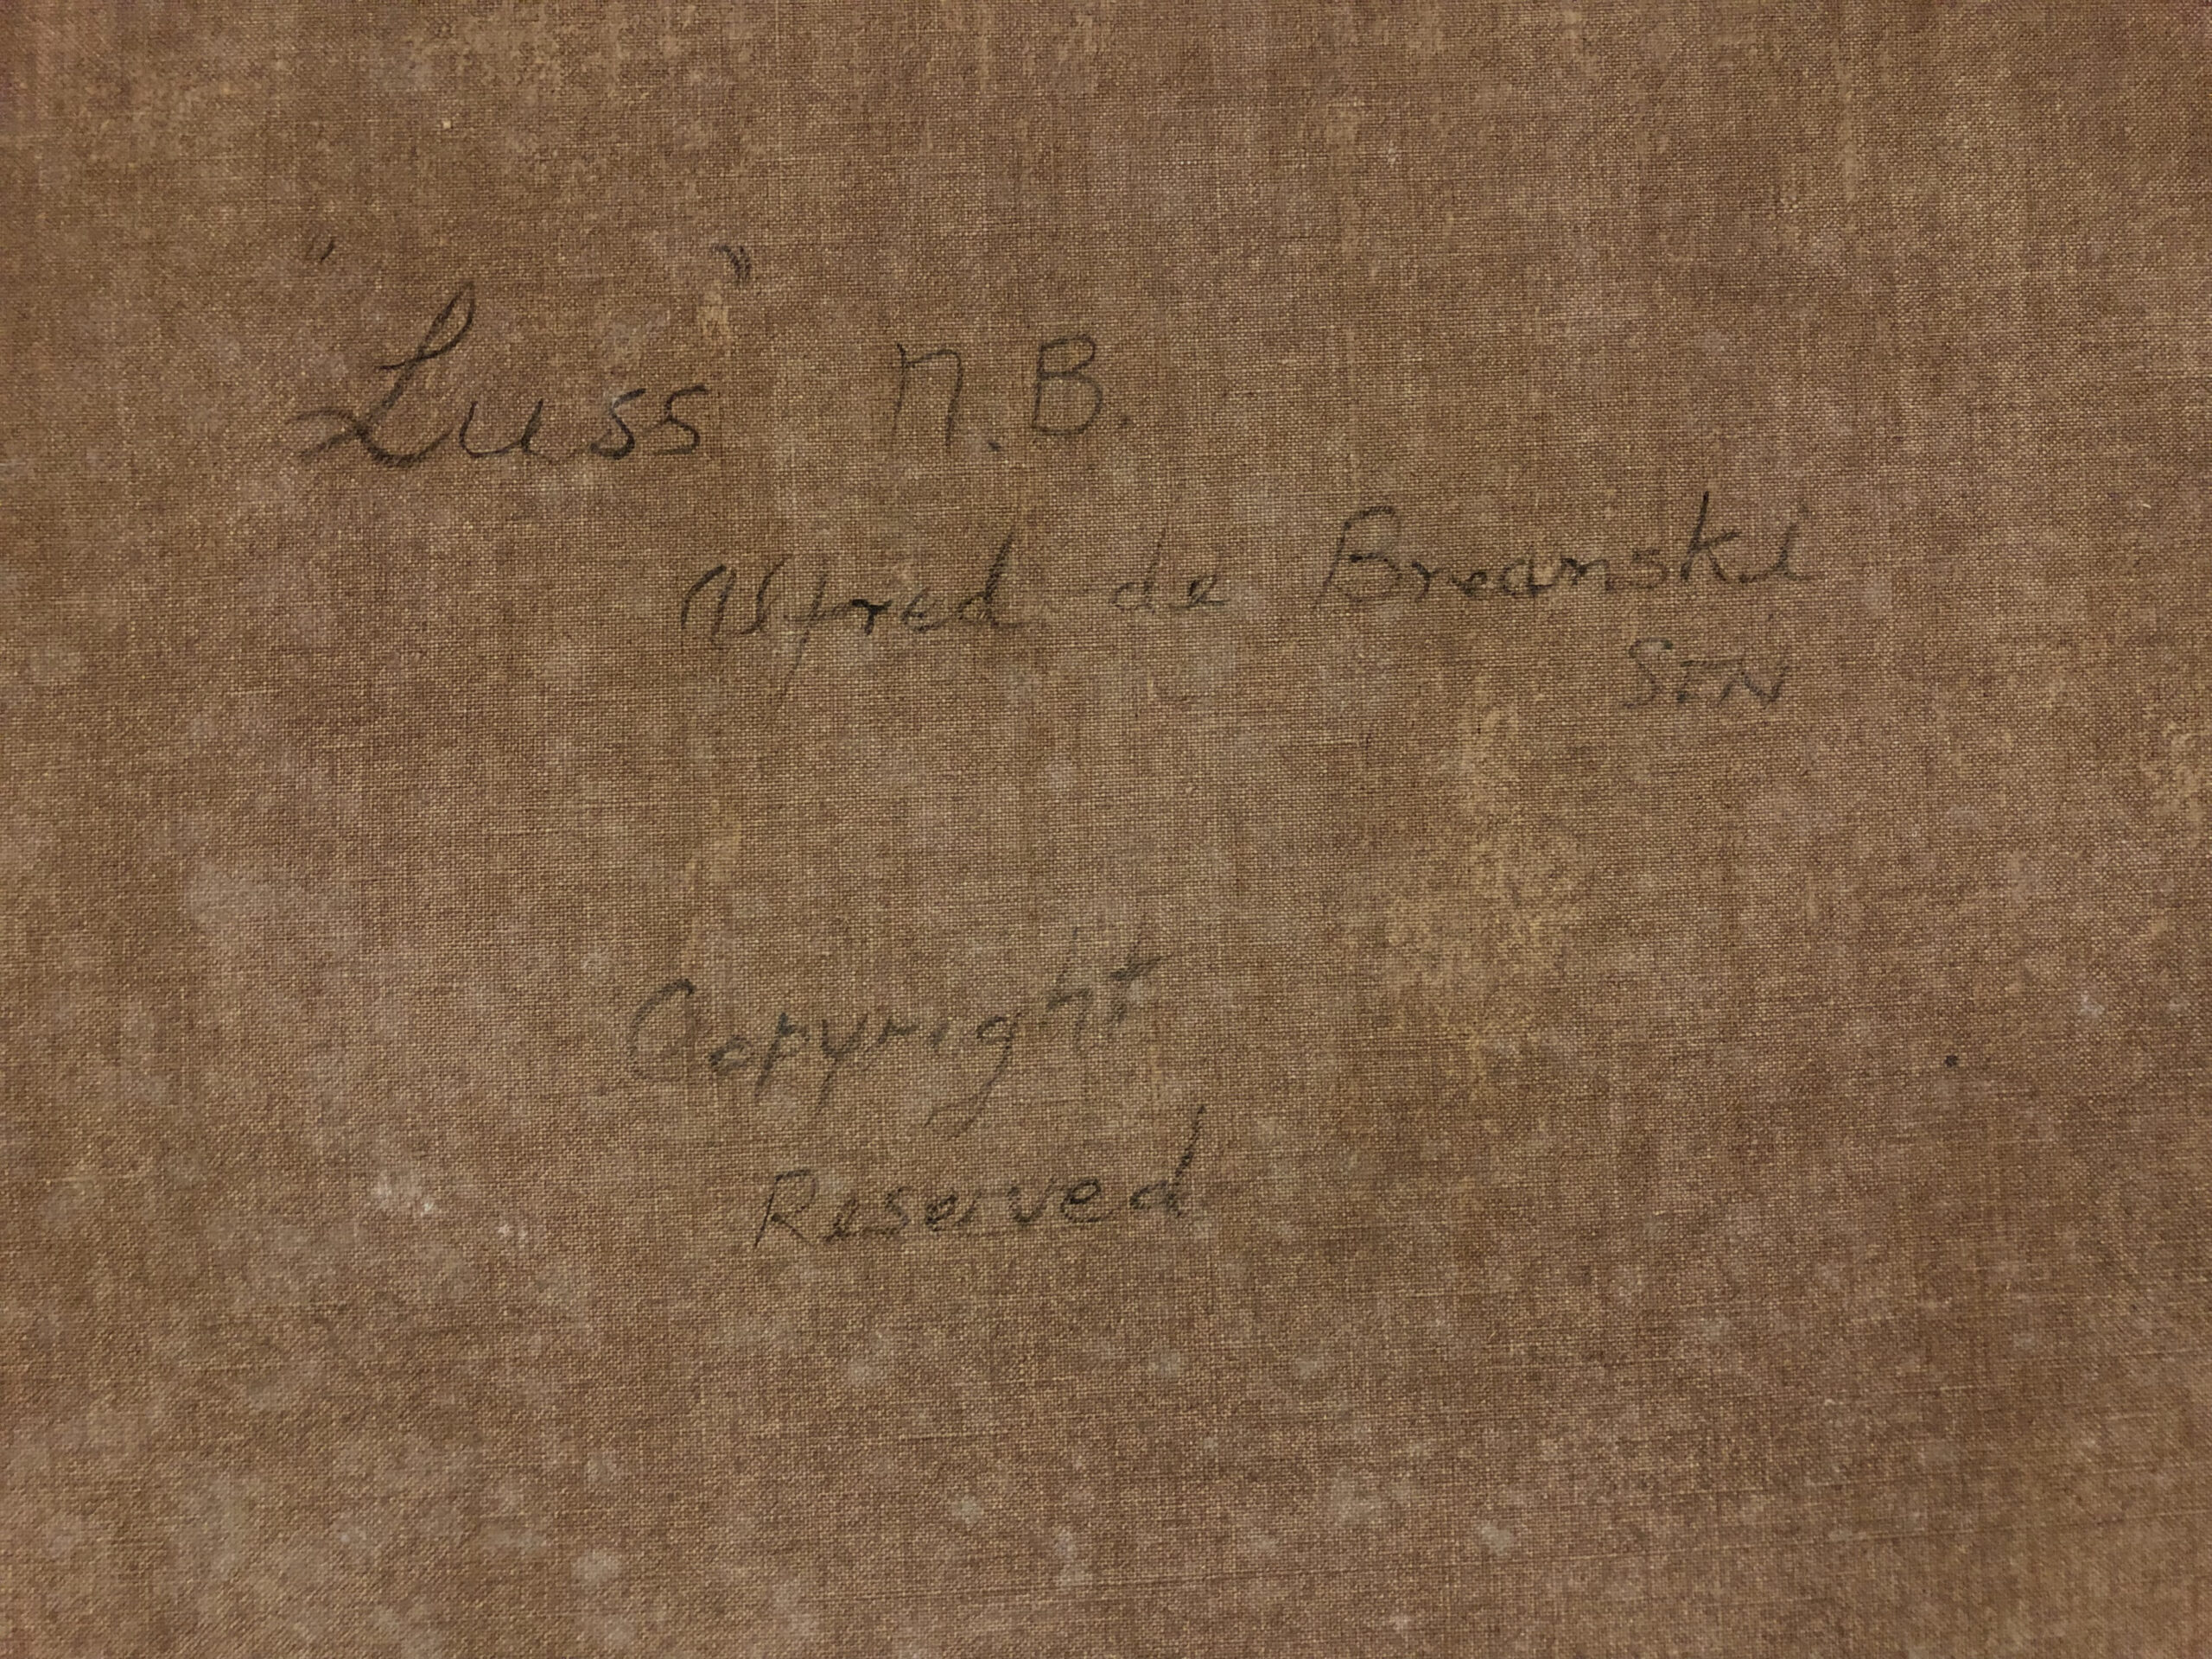 "Luss" N.B.
Alfred de Breanski
SEN
Copyright
Reserved